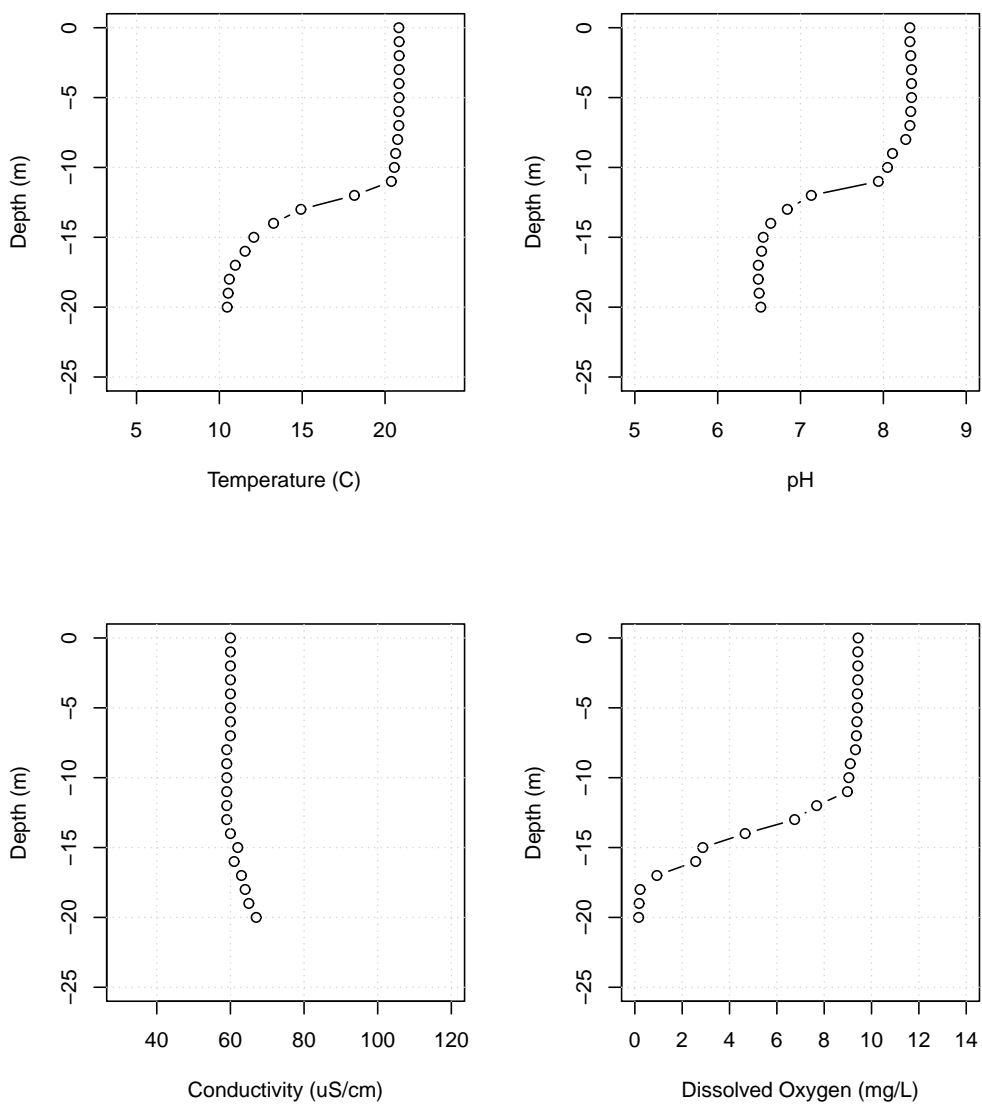 0
−5
−10
−15
−20
−25
Depth (m)
5 10 15 20
Temperature (C)
0
−5
−10
−15
−20
−25
Depth (m)
5 6 7 8 9
pH
0
−5
−10
−15
−20
−25
Depth (m)
40 60 80 100 120
Conductivity (uS/cm)
0
−5
−10
−15
−20
−25
Depth (m)
0 2 4 6 8 10 12 14
Dissolved Oxygen (mg/L)